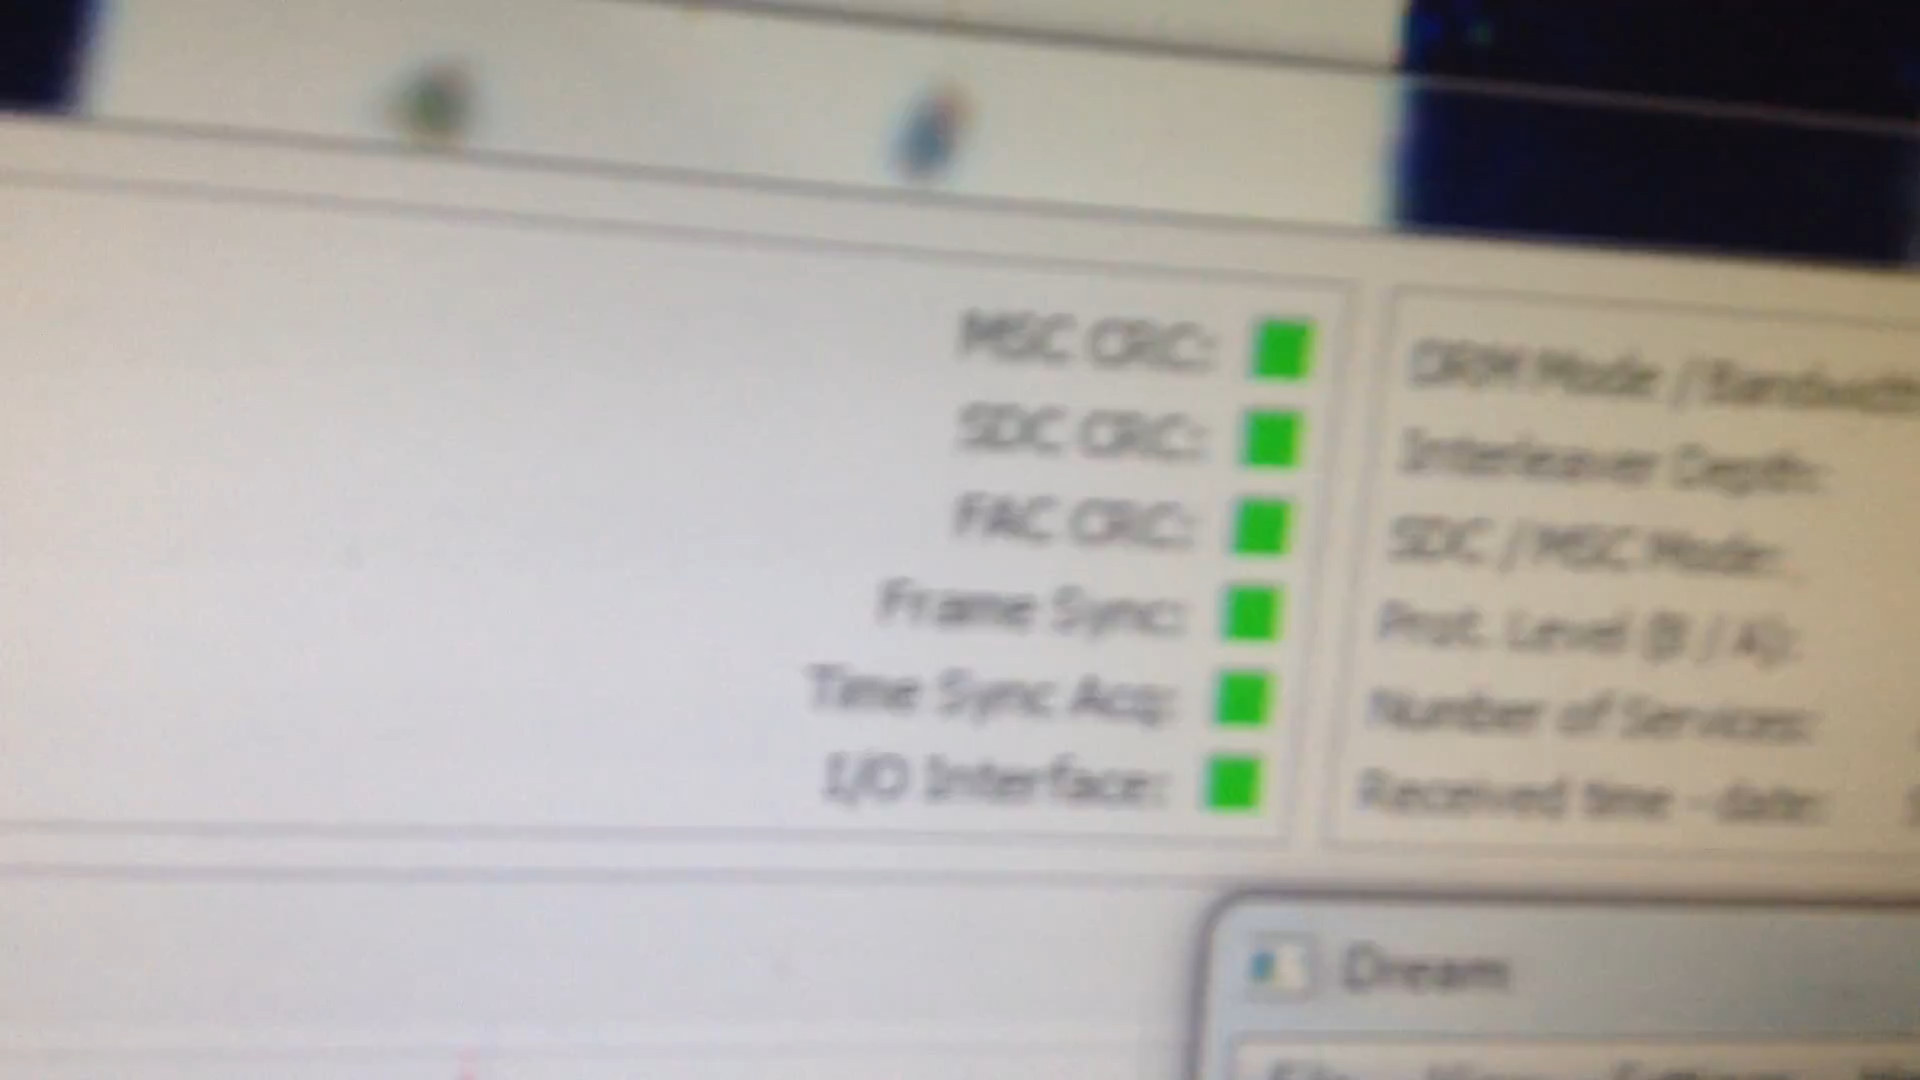 MSC CRC:
SDC CRC:
FAC CRC:
Frame Sync:
Time Sync Acq:
I/O Interface:
DRM Mode / Bandwidth
Interleaver Depth:
SDC / MSC Mode:
Prot. Level (B / A):
Number of Services:
Received time - date:
Dream